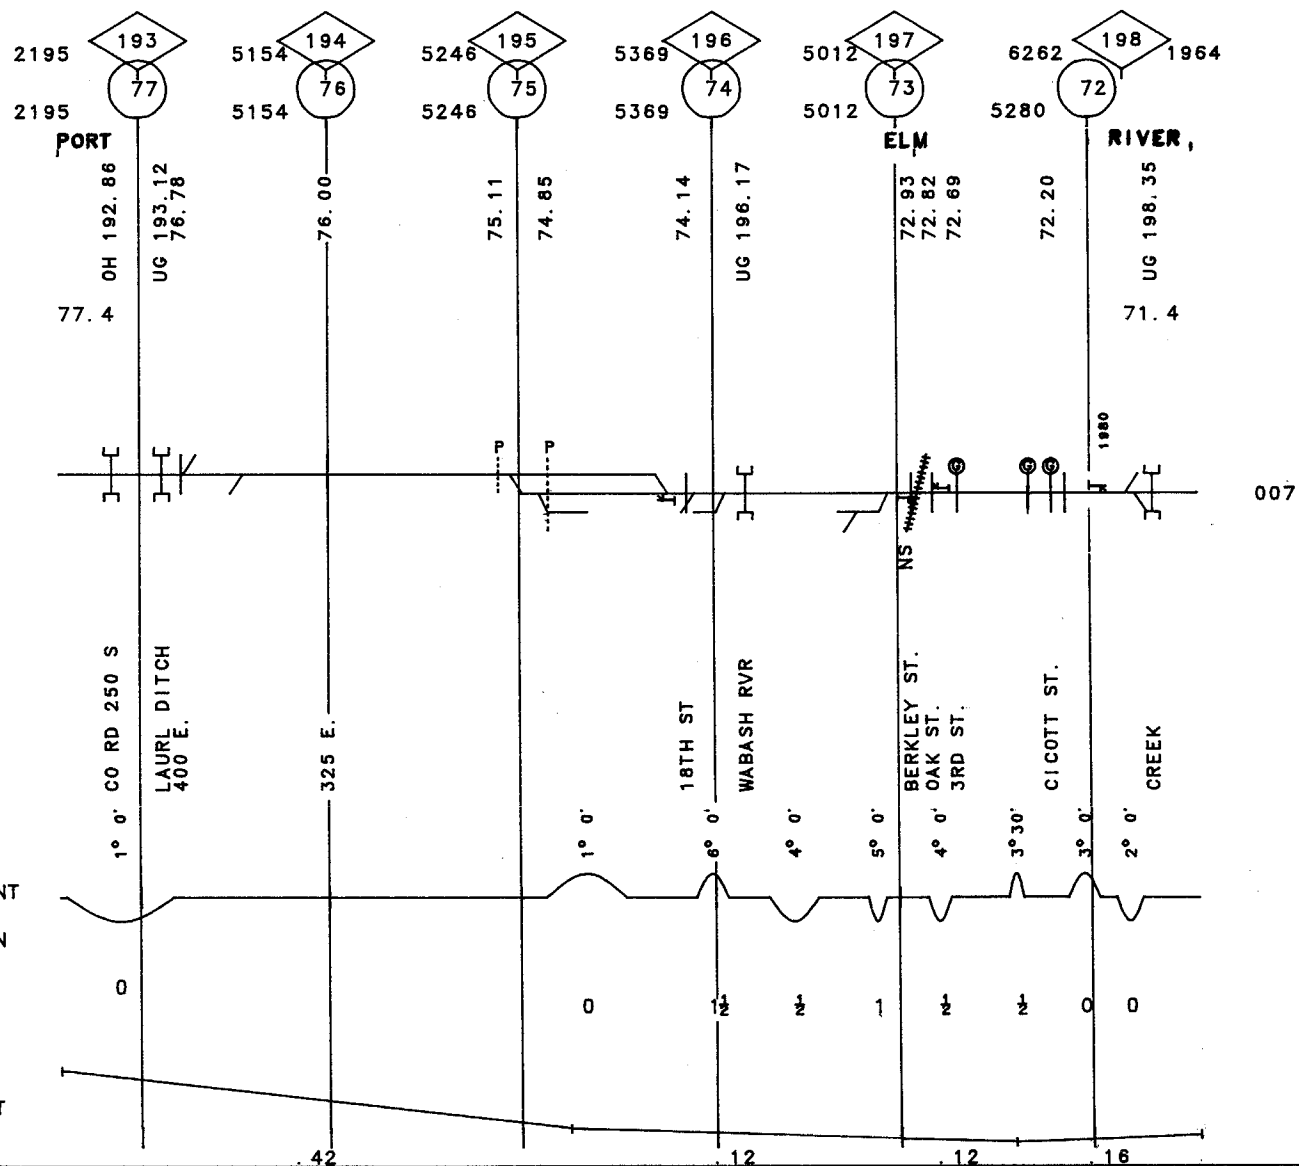 193 194 195 196 197 198
2195 5154 5246 5369 5012 6262 1964
77 76 75 74 73 72
2195 5154 5246 5369 5012 5280
PORT ELM RIVER,
OH 192.86
UG 193.12
76.78
76.00
75.11
74.85
74.14
UG 196.17
72.93
72.82
72.69
72.20
UG 198.35
77.4 71.4
1980
P P
G G G
007
NS
CO RD 250 S
LAURL DITCH
400 E.
325 E.
18TH ST
WABASH RVR
BERKLEY ST.
OAK ST.
3RD ST.
CICOTT ST.
CREEK
1° 0' 1° 0' 6° 0' 4° 0' 5° 0' 4° 0' 3°30' 3° 0' 2° 0'
NT
N
0
0 1½ ½ 1 ½ ½ 0 0
T
.42 .12 .12 .16